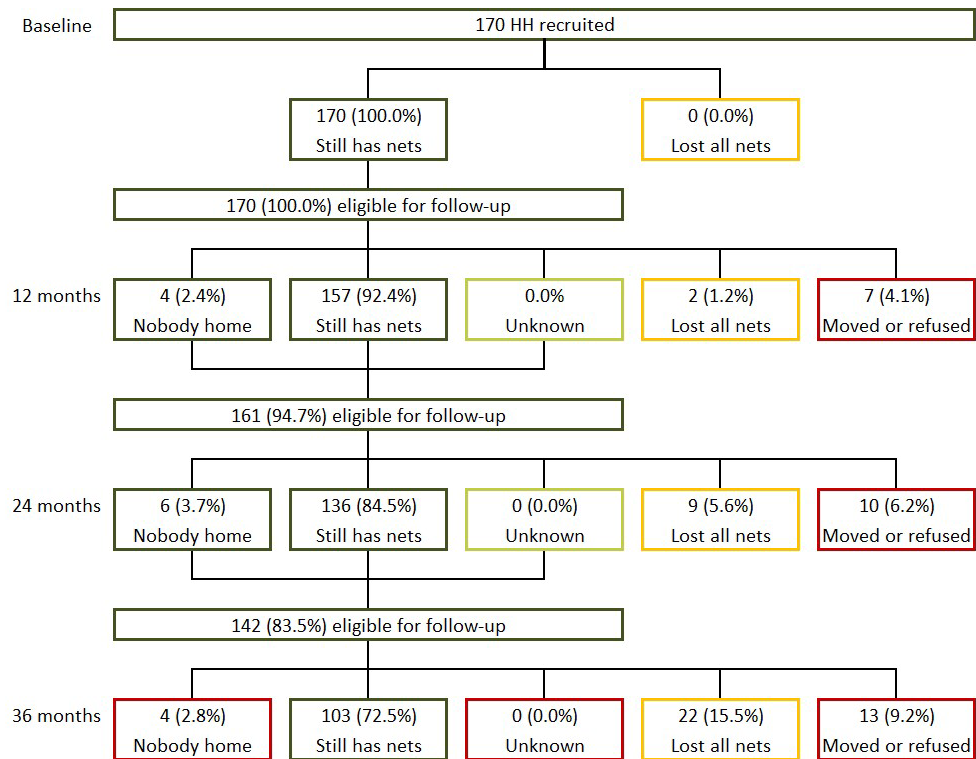 Baseline
170 HH recruited
170 (100.0%)
Still has nets
0 (0.0%)
Lost all nets
170 (100.0%) eligible for follow-up
12 months
4 (2.4%)
Nobody home
157 (92.4%)
Still has nets
0.0%
Unknown
2 (1.2%)
Lost all nets
7 (4.1%)
Moved or refused
161 (94.7%) eligible for follow-up
24 months
6 (3.7%)
Nobody home
136 (84.5%)
Still has nets
0 (0.0%)
Unknown
9 (5.6%)
Lost all nets
10 (6.2%)
Moved or refused
142 (83.5%) eligible for follow-up
36 months
4 (2.8%)
Nobody home
103 (72.5%)
Still has nets
0 (0.0%)
Unknown
22 (15.5%)
Lost all nets
13 (9.2%)
Moved or refused